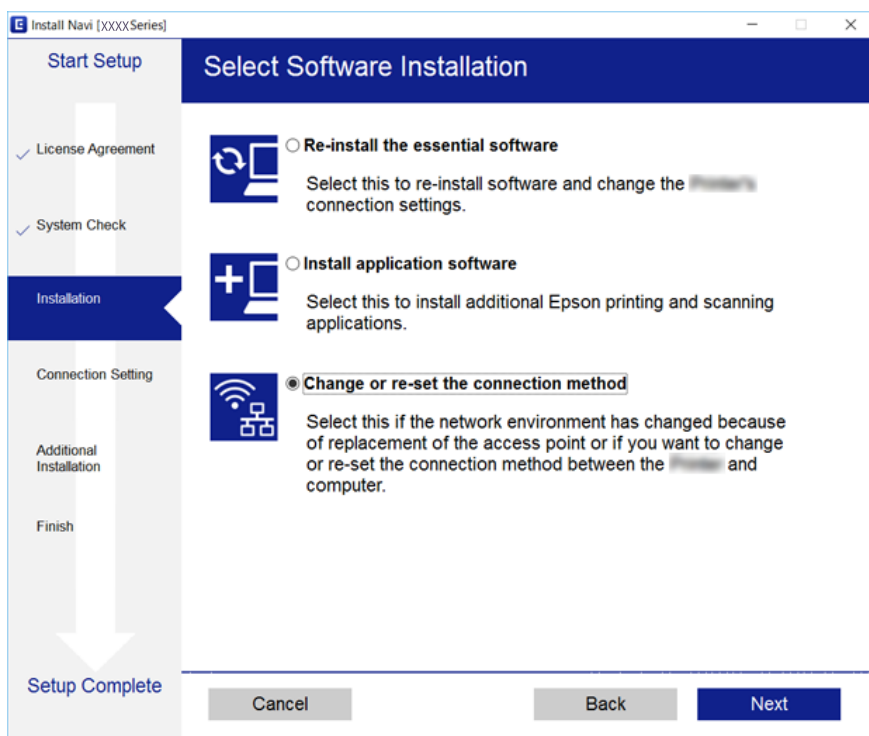 Install Navi [XXXX Series]
Start Setup
License Agreement
System Check
Installation
Connection Setting
Additional
Installation
Finish
Setup Complete
Select Software Installation
Re-install the essential software
Select this to re-install software and change the
connection settings.
Install application software
Select this to install additional Epson printing and scanning
applications.
Change or re-set the connection method
Select this if the network environment has changed because
of replacement of the access point or if you want to change
or re-set the connection method between the and
computer.
Cancel
Back
Next